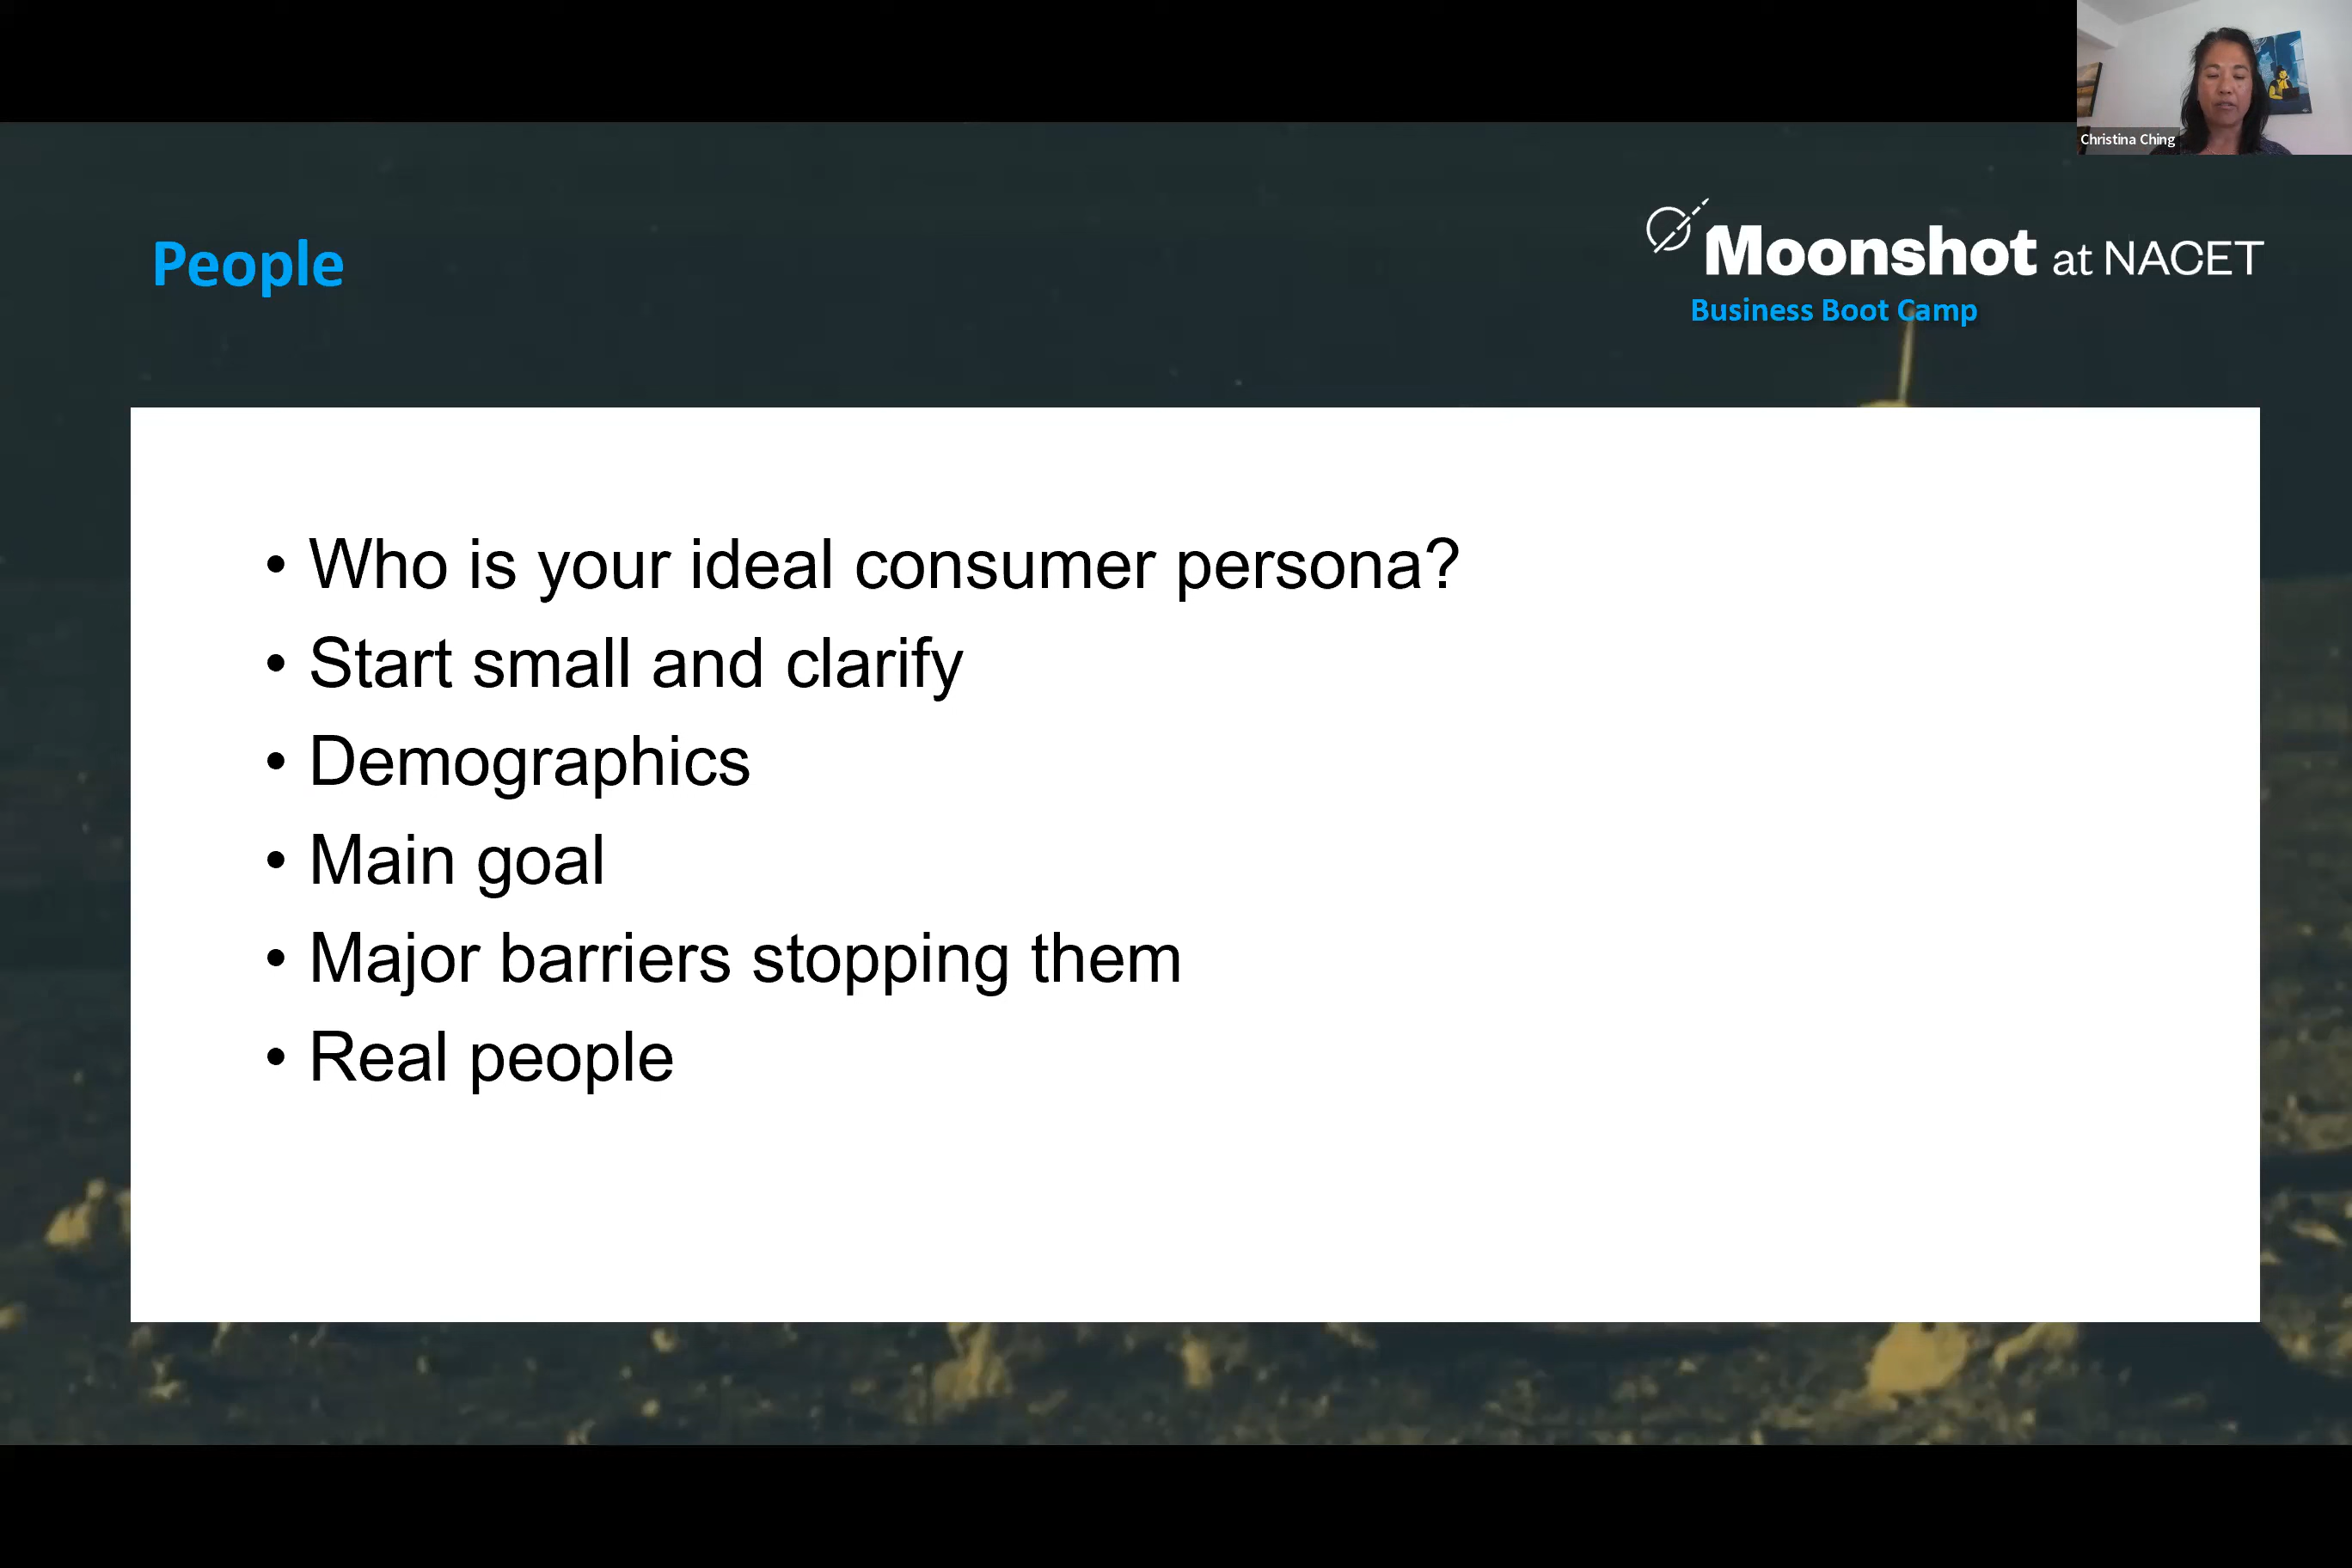 Christina Ching
People
Moonshot at NACET
Business Boot Camp
• Who is your ideal consumer persona?
• Start small and clarify
• Demographics
• Main goal
• Major barriers stopping them
• Real people